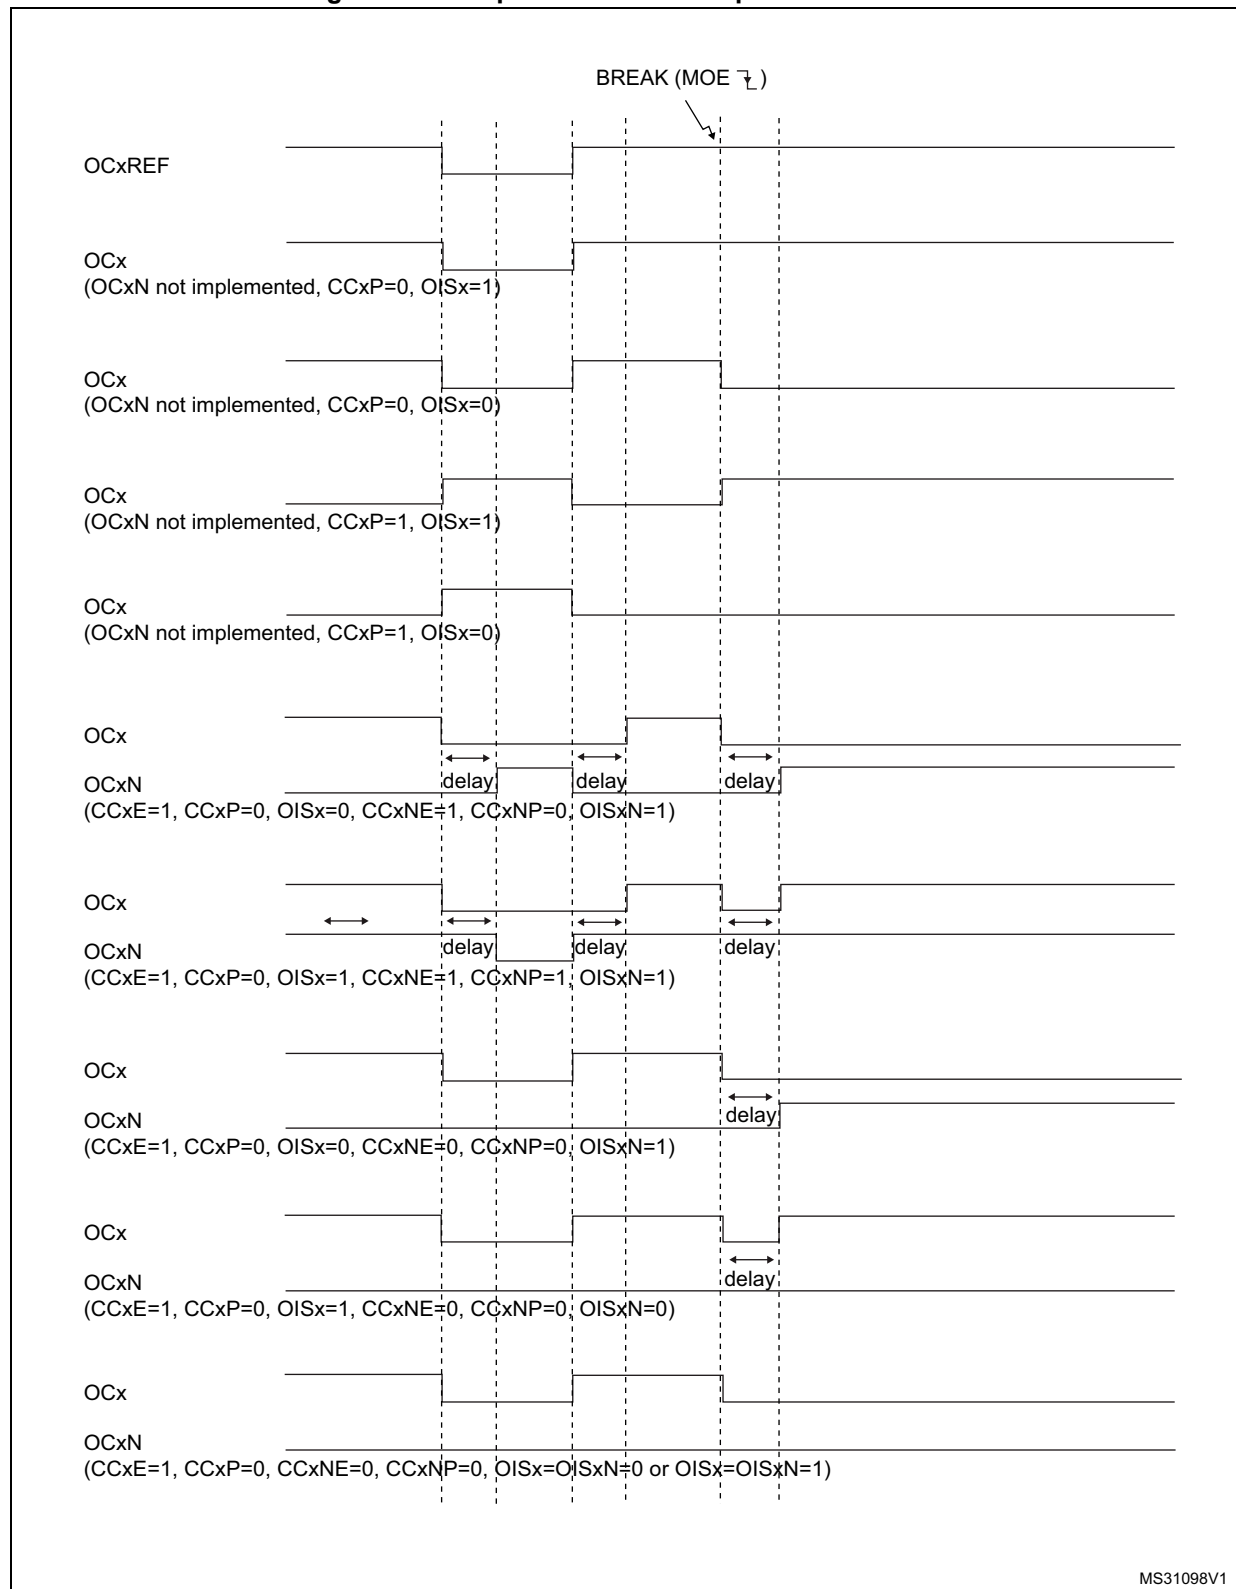 BREAK (MOE )
OCxREF
OCx
(OCxN not implemented, CCxP=0, OISx=1)
OCx
(OCxN not implemented, CCxP=0, OISx=0)
OCx
(OCxN not implemented, CCxP=1, OISx=1)
OCx
(OCxN not implemented, CCxP=1, OISx=0)
OCx
OCxN delay delay delay
(CCxE=1, CCxP=0, OISx=0, CCxNE=1, CCxNP=0, OISxN=1)
OCx
OCxN delay delay delay
(CCxE=1, CCxP=0, OISx=1, CCxNE=1, CCxNP=1, OISxN=1)
OCx
OCxN delay
(CCxE=1, CCxP=0, OISx=0, CCxNE=0, CCxNP=0, OISxN=1)
OCx
OCxN delay
(CCxE=1, CCxP=0, OISx=1, CCxNE=0, CCxNP=0, OISxN=0)
OCx
OCxN
(CCxE=1, CCxP=0, CCxNE=0, CCxNP=0, OISx=OISxN=0 or OISx=OISxN=1)
MS31098V1